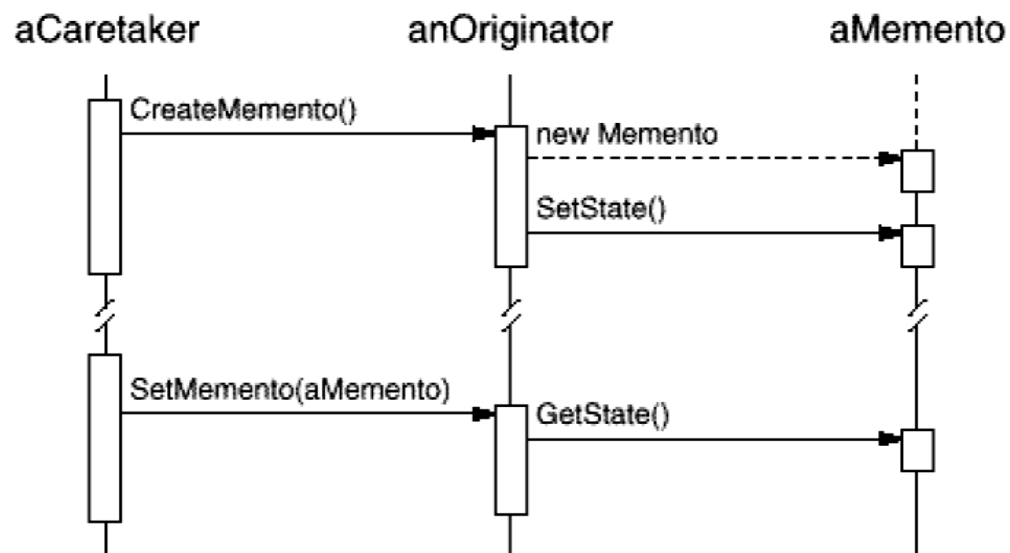 aCaretaker
anOriginator
aMemento
CreateMemento()
new Memento
SetState()
SetMemento(aMemento)
GetState()